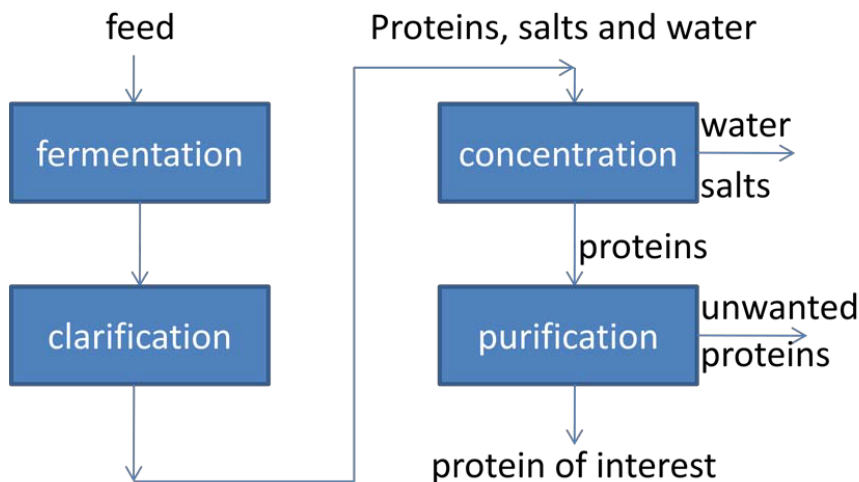 feed
fermentation
clarification
Proteins, salts and water
concentration
water
salts
proteins
purification
unwanted
proteins
protein of interest